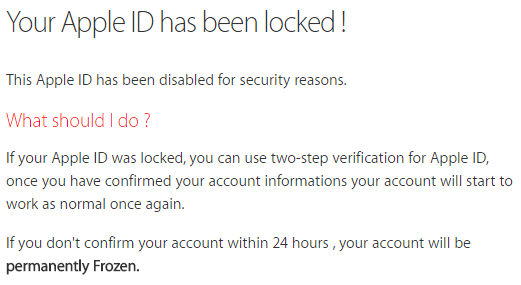 Your Apple ID has been locked !
This Apple ID has been disabled for security reasons.
What should I do ?
If your Apple ID was locked, you can use two-step verification for Apple ID,
once you have confirmed your account informations your account will start to
work as normal once again.
If you don't confirm your account within 24 hours , your account will be
permanently Frozen.